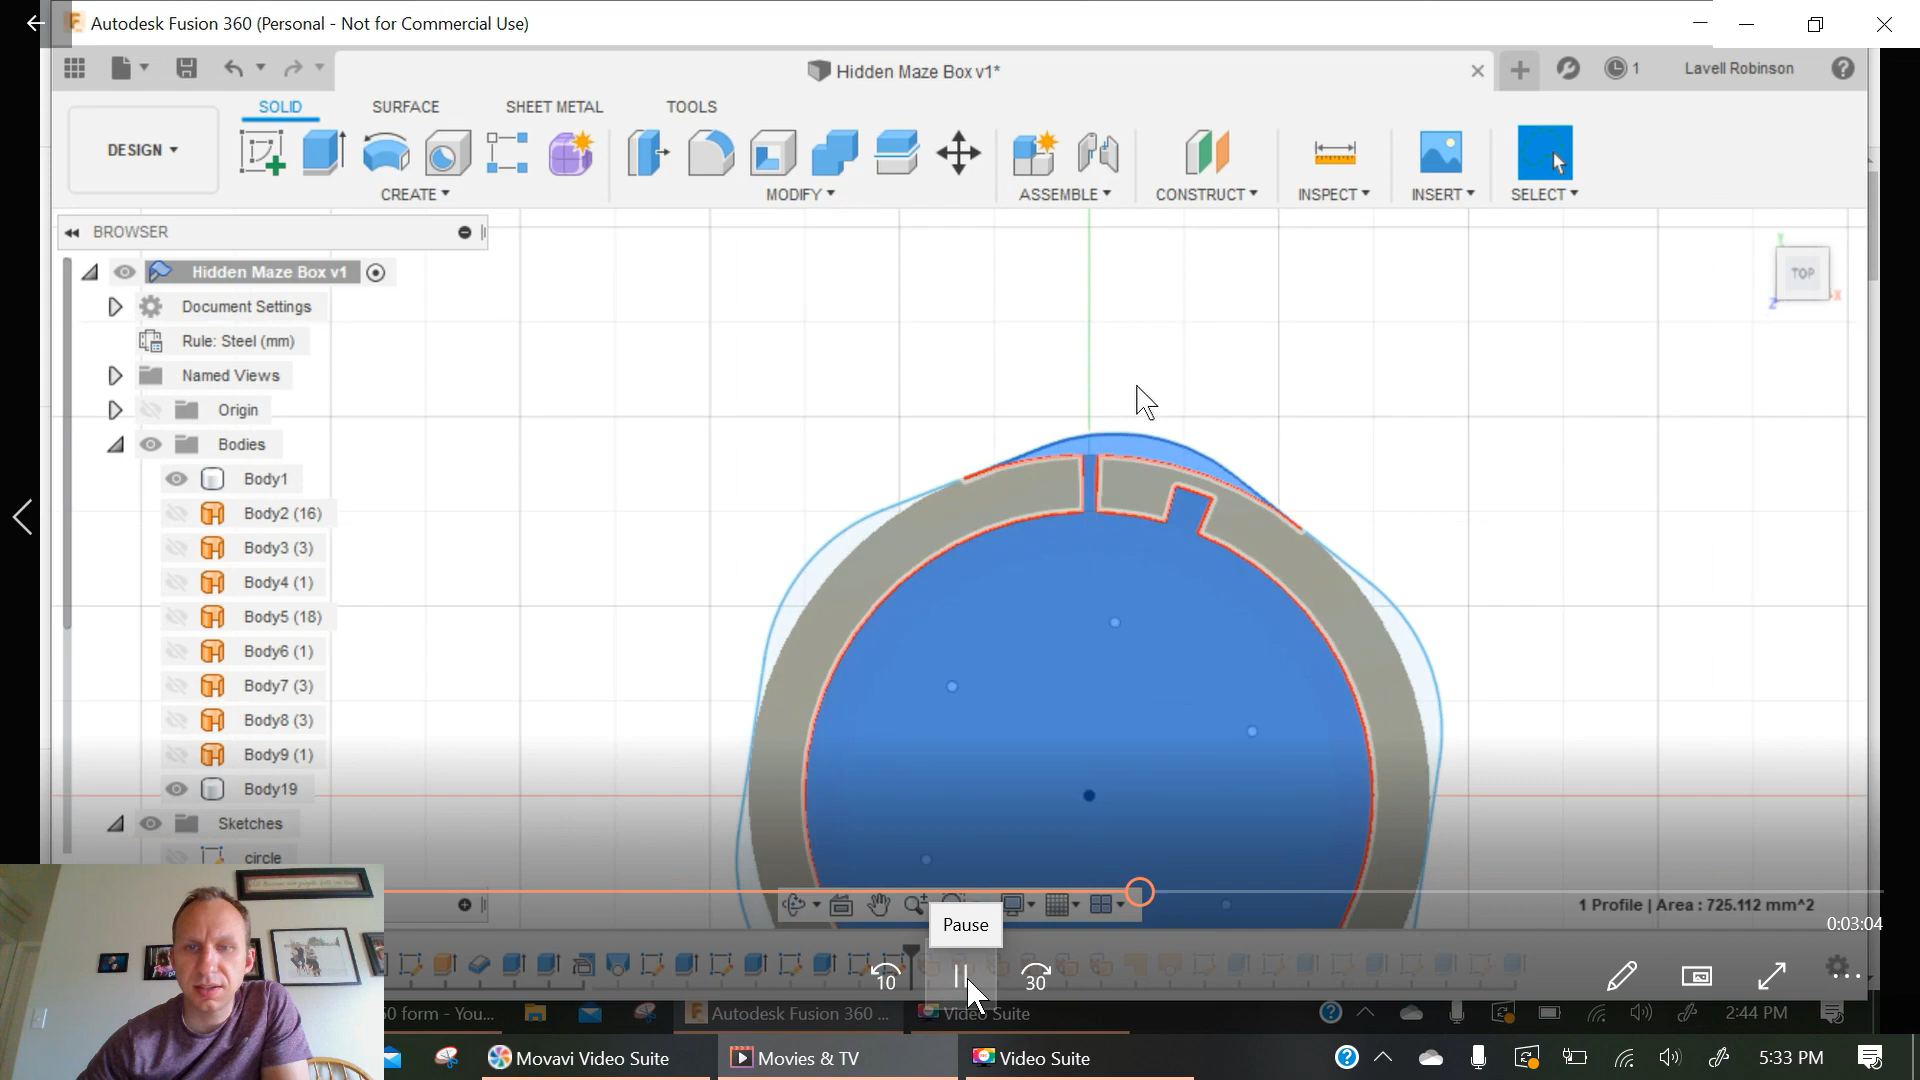 Autodesk Fusion 360 (Personal - Not for Commercial Use)
Hidden Maze Box v1*
1
Lavell Robinson
SOLID
SURFACE
SHEET METAL
TOOLS
DESIGN
CREATE
MODIFY
ASSEMBLE
CONSTRUCT
INSPECT
INSERT
SELECT
BROWSER
TOP
Y
X
Z
Hidden Maze Box v1
Document Settings
Rule: Steel (mm)
Named Views
Origin
Bodies
Body1
Body2 (16)
Body3 (3)
Body4 (1)
Body5 (18)
Body6 (1)
Body7 (3)
Body8 (3)
Body9 (1)
Body19
Sketches
circle
1 Profile | Area : 725.112 mm^2
Pause
0:03:04
10
30
0 form - You...
Autodesk Fusion 360 ...
Video Suite
2:44 PM
Movavi Video Suite
Movies & TV
Video Suite
5:33 PM